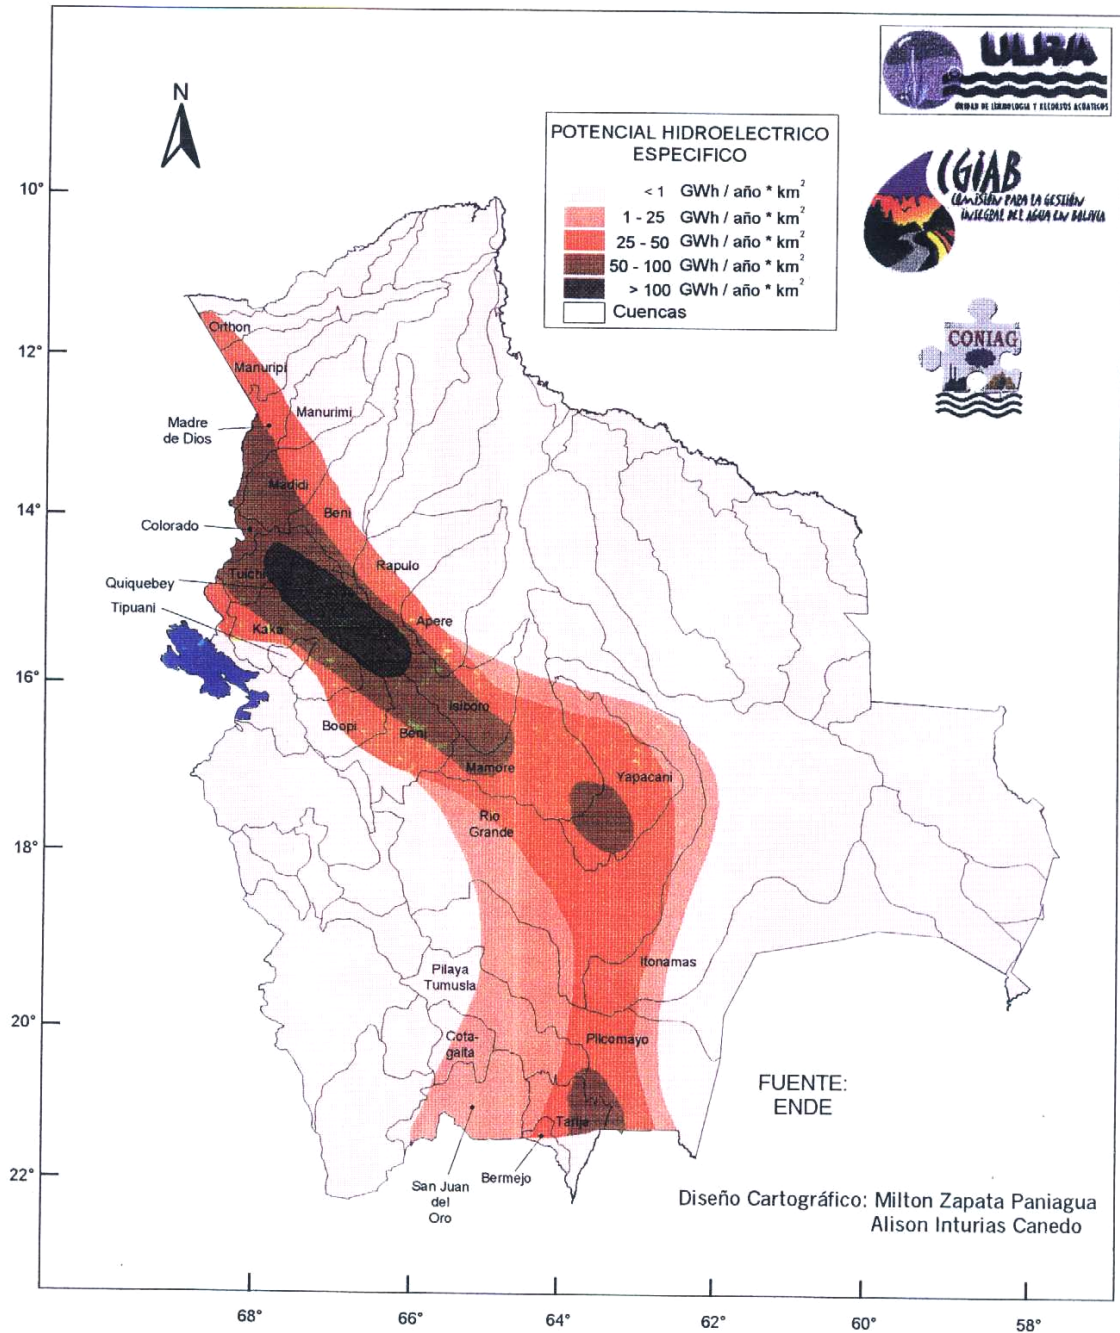 ULRA
UNIDAD DE LIMNOLOGIA Y RECURSOS ACUATICOS
CGIAB
COMISIÓN PARA LA GESTIÓN
INTEGRAL DEL AGUA EN BOLIVIA
CONIAG
N
POTENCIAL HIDROELECTRICO
ESPECIFICO
< 1 GWh / año * km²
1 - 25 GWh / año * km²
25 - 50 GWh / año * km²
50 - 100 GWh / año * km²
> 100 GWh / año * km²
Cuencas
10°
12°
14°
16°
18°
20°
22°
Orthon
Manuripi
Manurimi
Madre
de Dios
Madidi
Beni
Colorado
Rapulo
Tuichi
Quiquebey
Tipuani
Kaka
Apere
Isiboro
Boopi
Beni
Mamore
Yapacani
Rio
Grande
Itonamas
Pilaya
Tumusla
Cota-
gaita
Pilcomayo
Tarija
Bermejo
San Juan
del
Oro
FUENTE:
ENDE
Diseño Cartográfico: Milton Zapata Paniagua
Alison Inturias Canedo
68°
66°
64°
62°
60°
58°